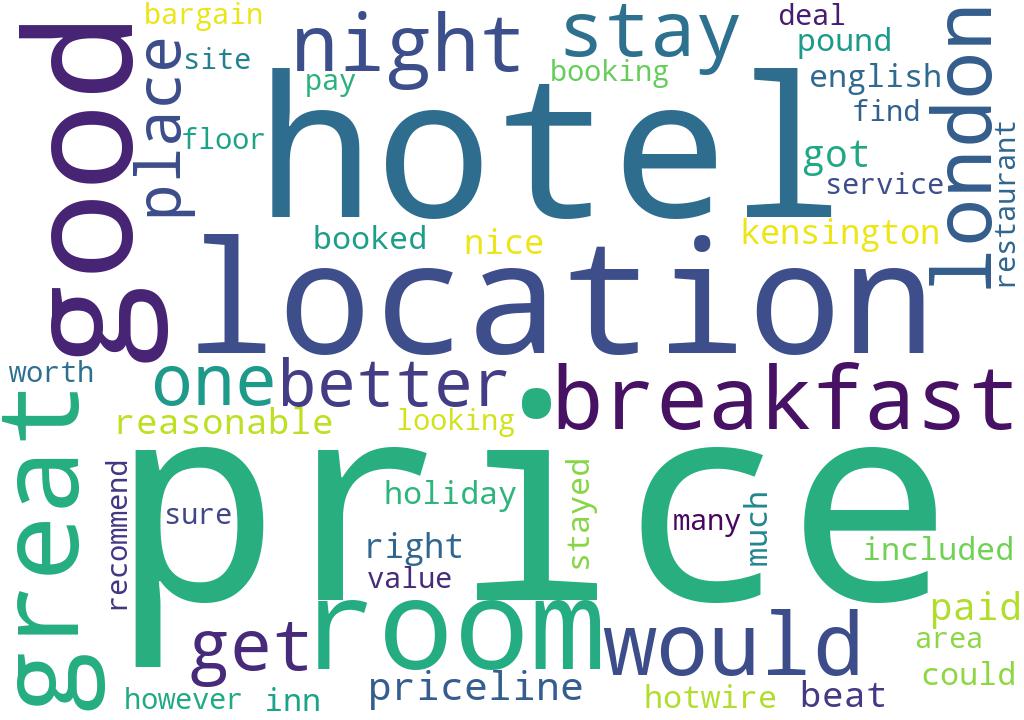 bargain
deal
night
stay
pound
good
place
site
pay
booking
english
london
hotel
find
floor
got
service
restaurant
booked
nice
kensington
location
worth
one
better
breakfast
great
reasonable
looking
price
recommend
sure
holiday
stayed
many
much
right
value
included
get
room
would
paid
area
however
inn
priceline
hotwire
beat
could